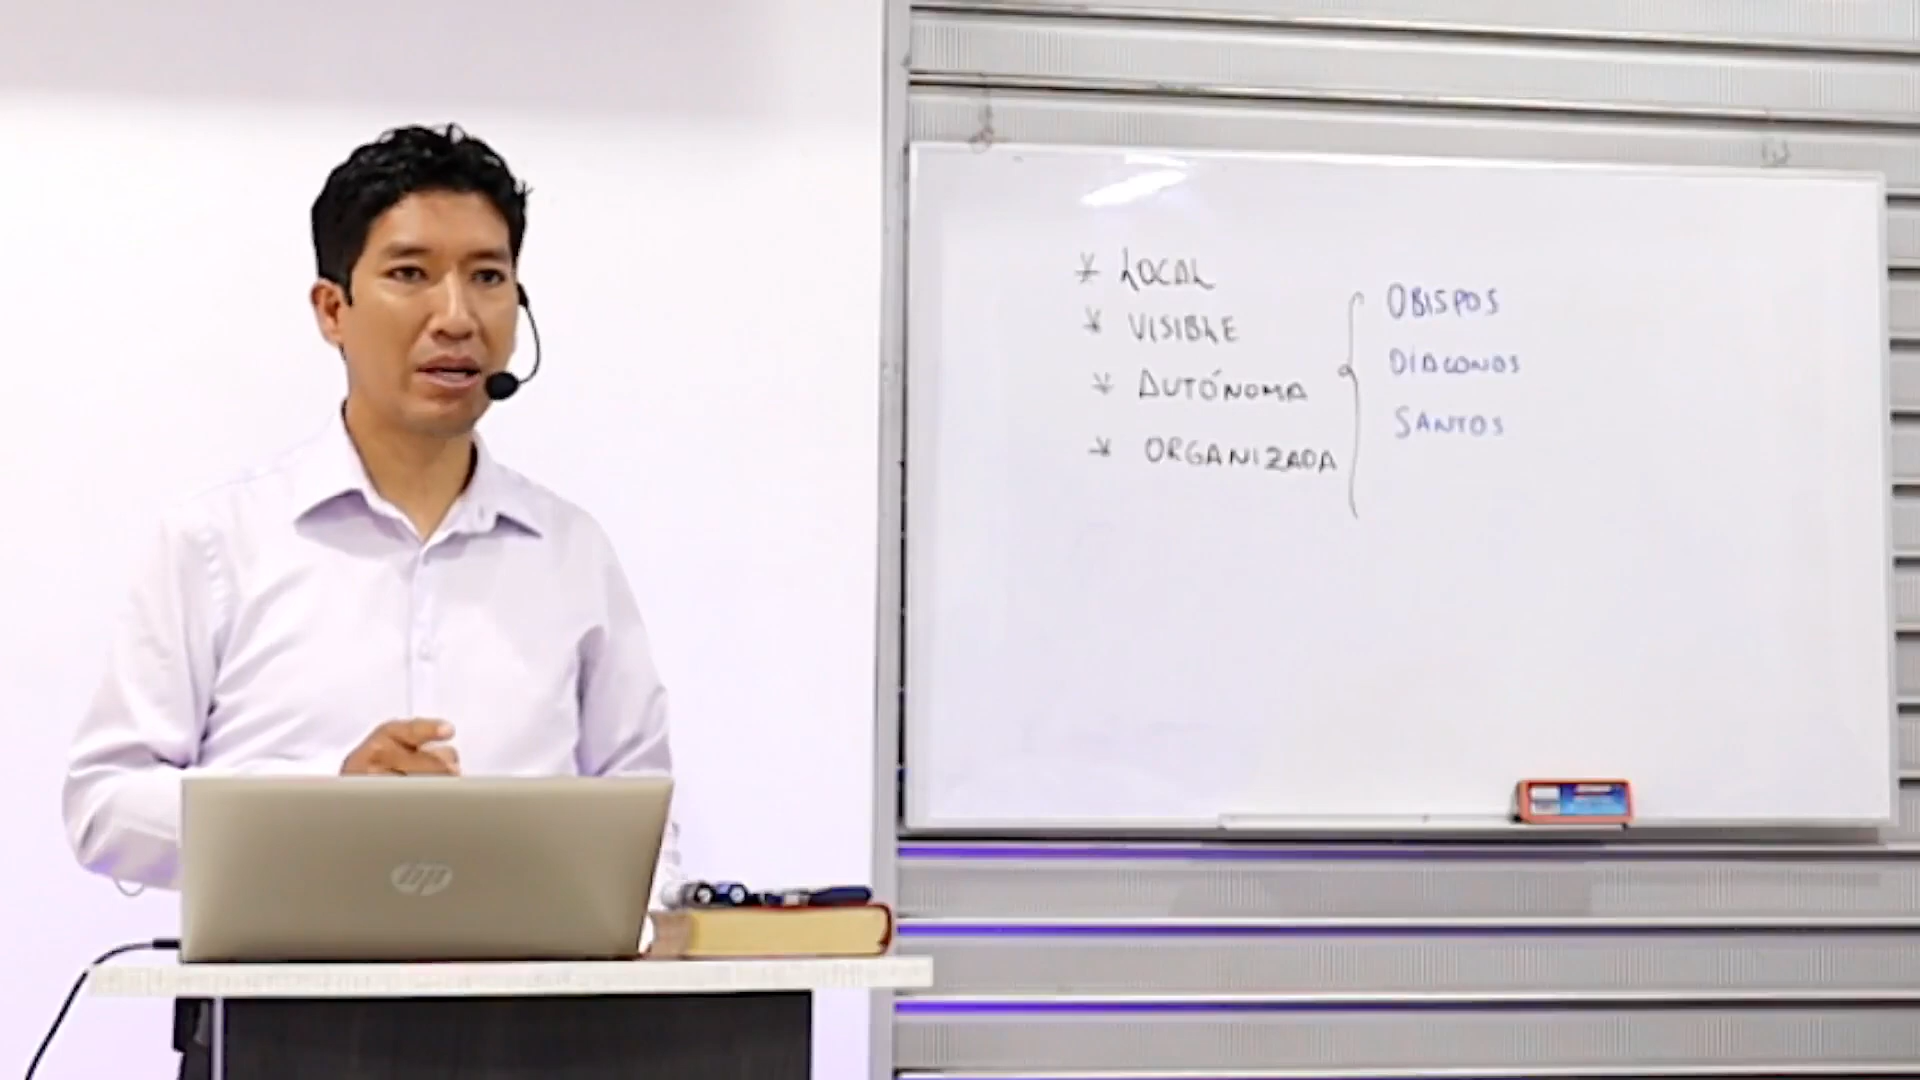 * LOCAL
* VISIBLE
* AUTÓNOMA
* ORGANIZADA
OBISPOS
DIÁCONOS
SANTOS
hp